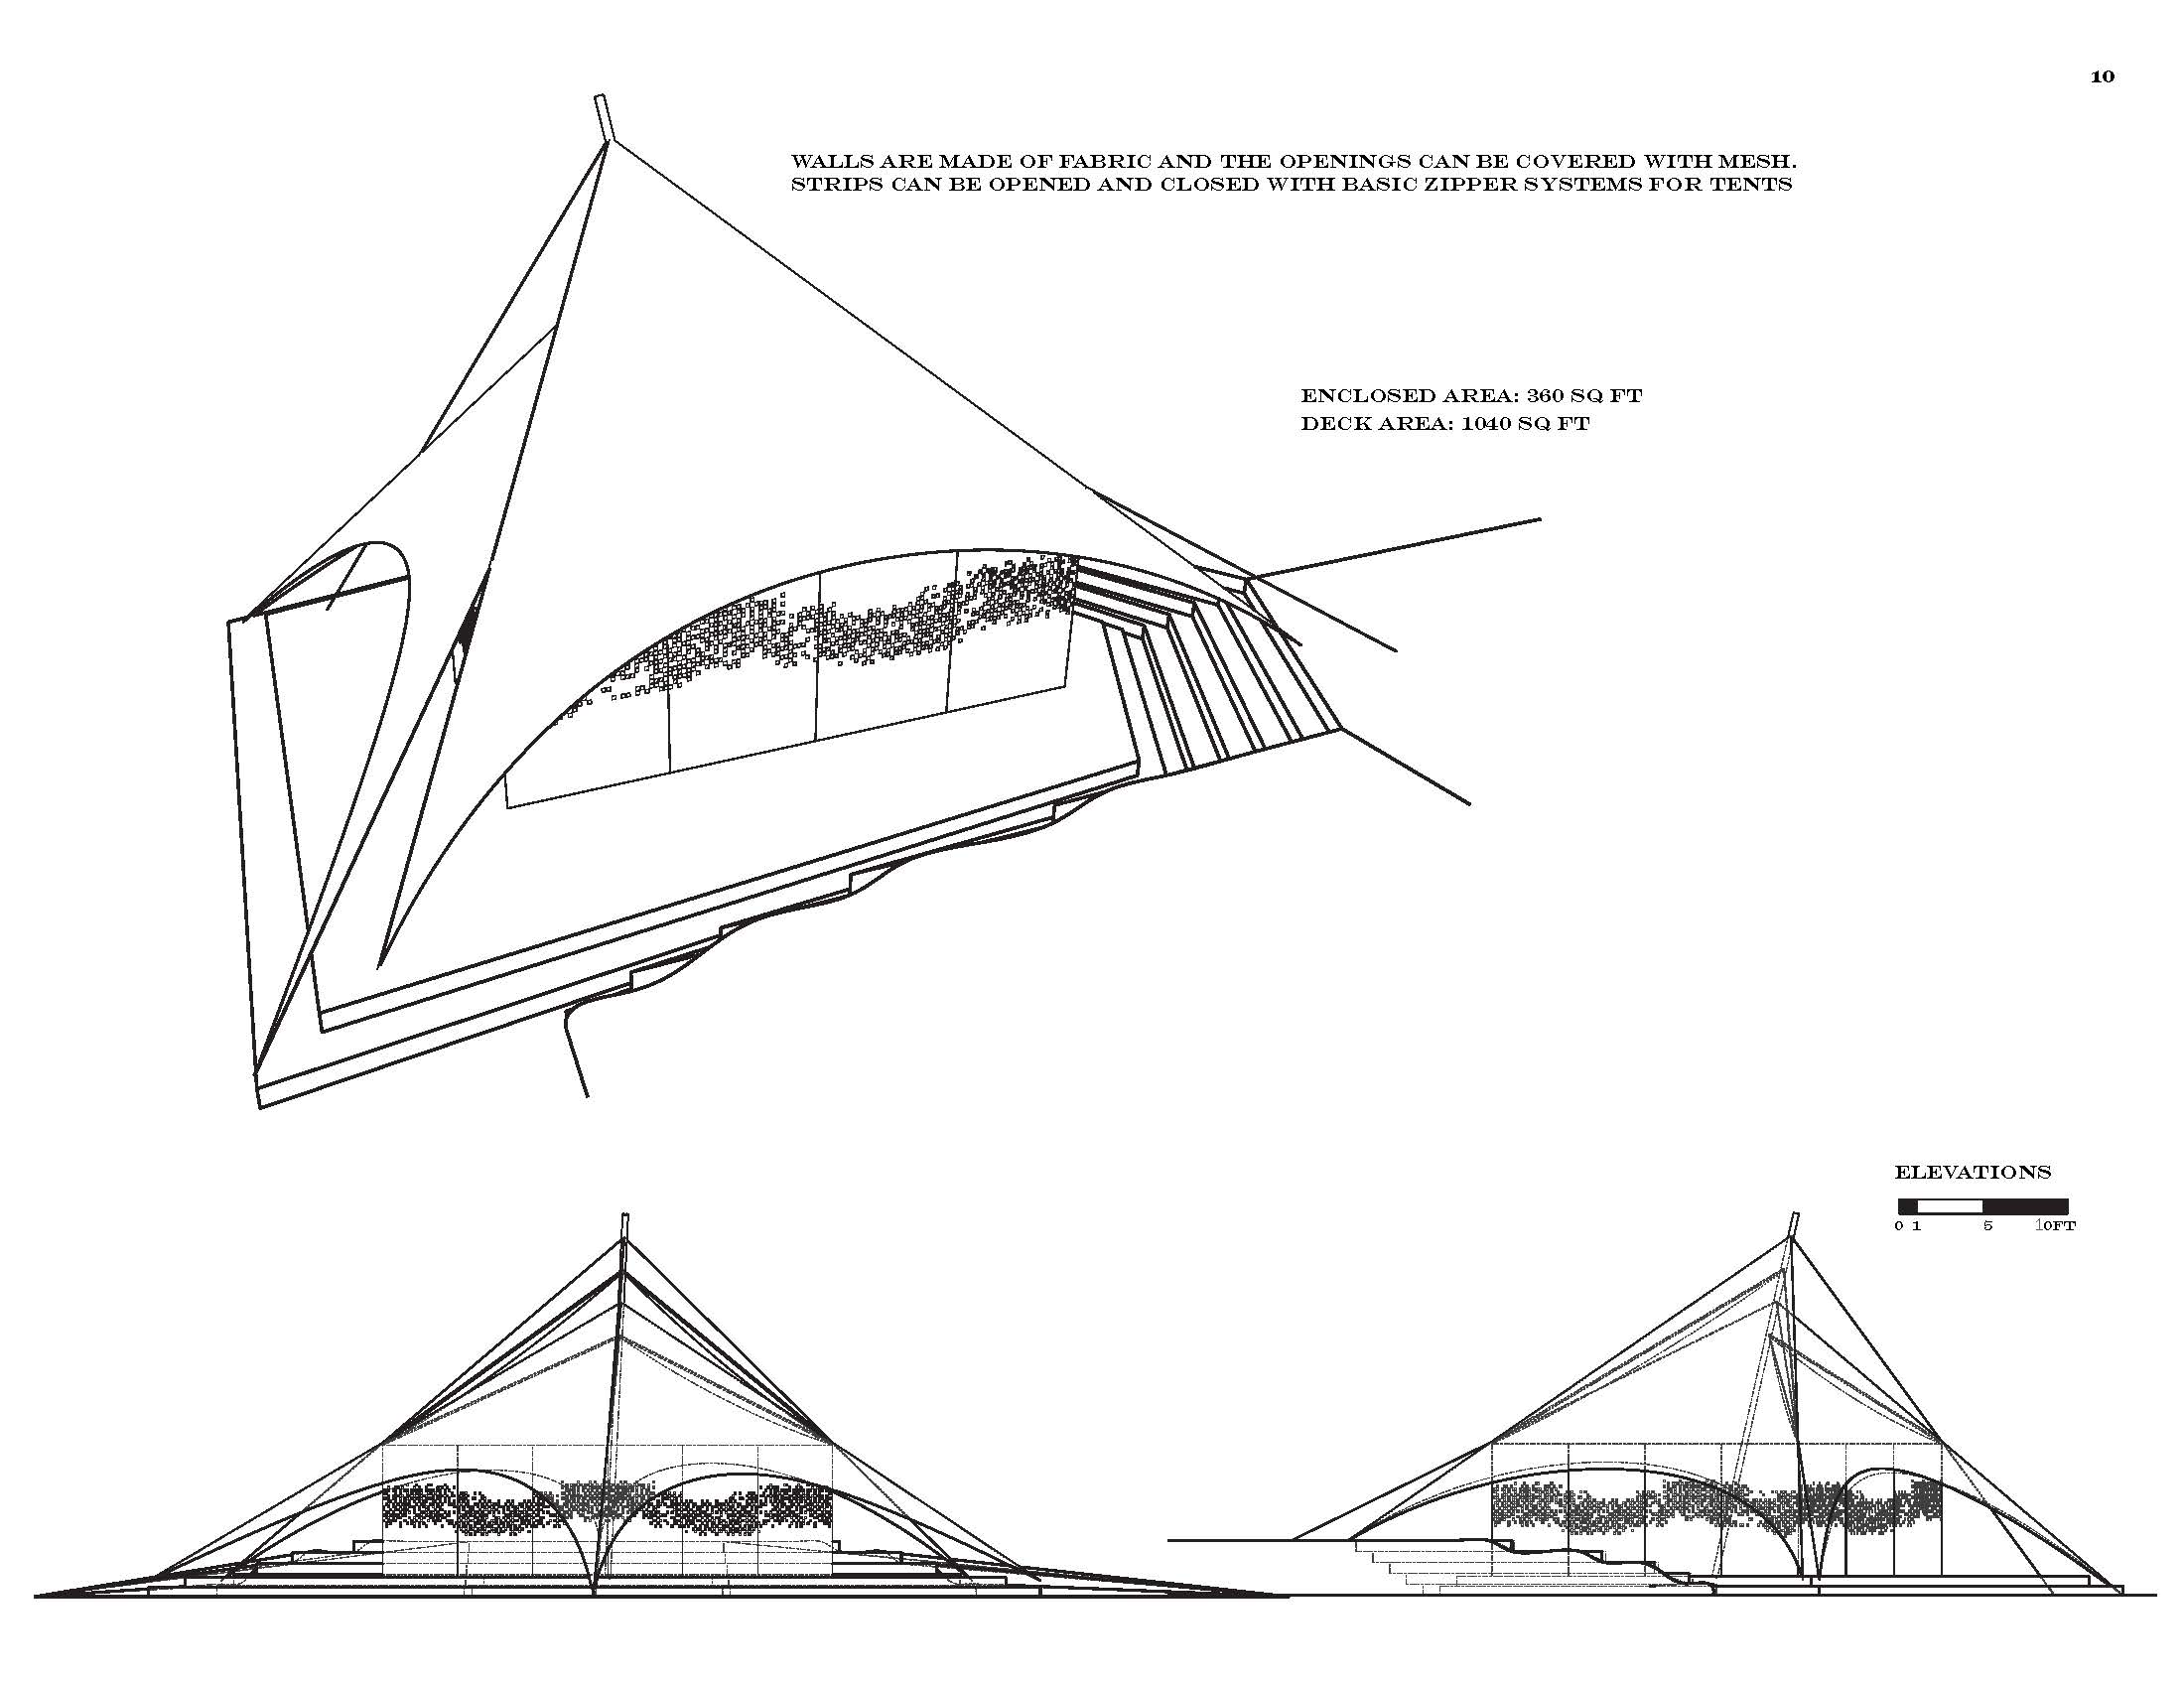 10
WALLS ARE MADE OF FABRIC AND THE OPENINGS CAN BE COVERED WITH MESH.
STRIPS CAN BE OPENED AND CLOSED WITH BASIC ZIPPER SYSTEMS FOR TENTS
ENCLOSED AREA: 360 SQ FT
DECK AREA: 1040 SQ FT
ELEVATIONS
0 1 5 10FT